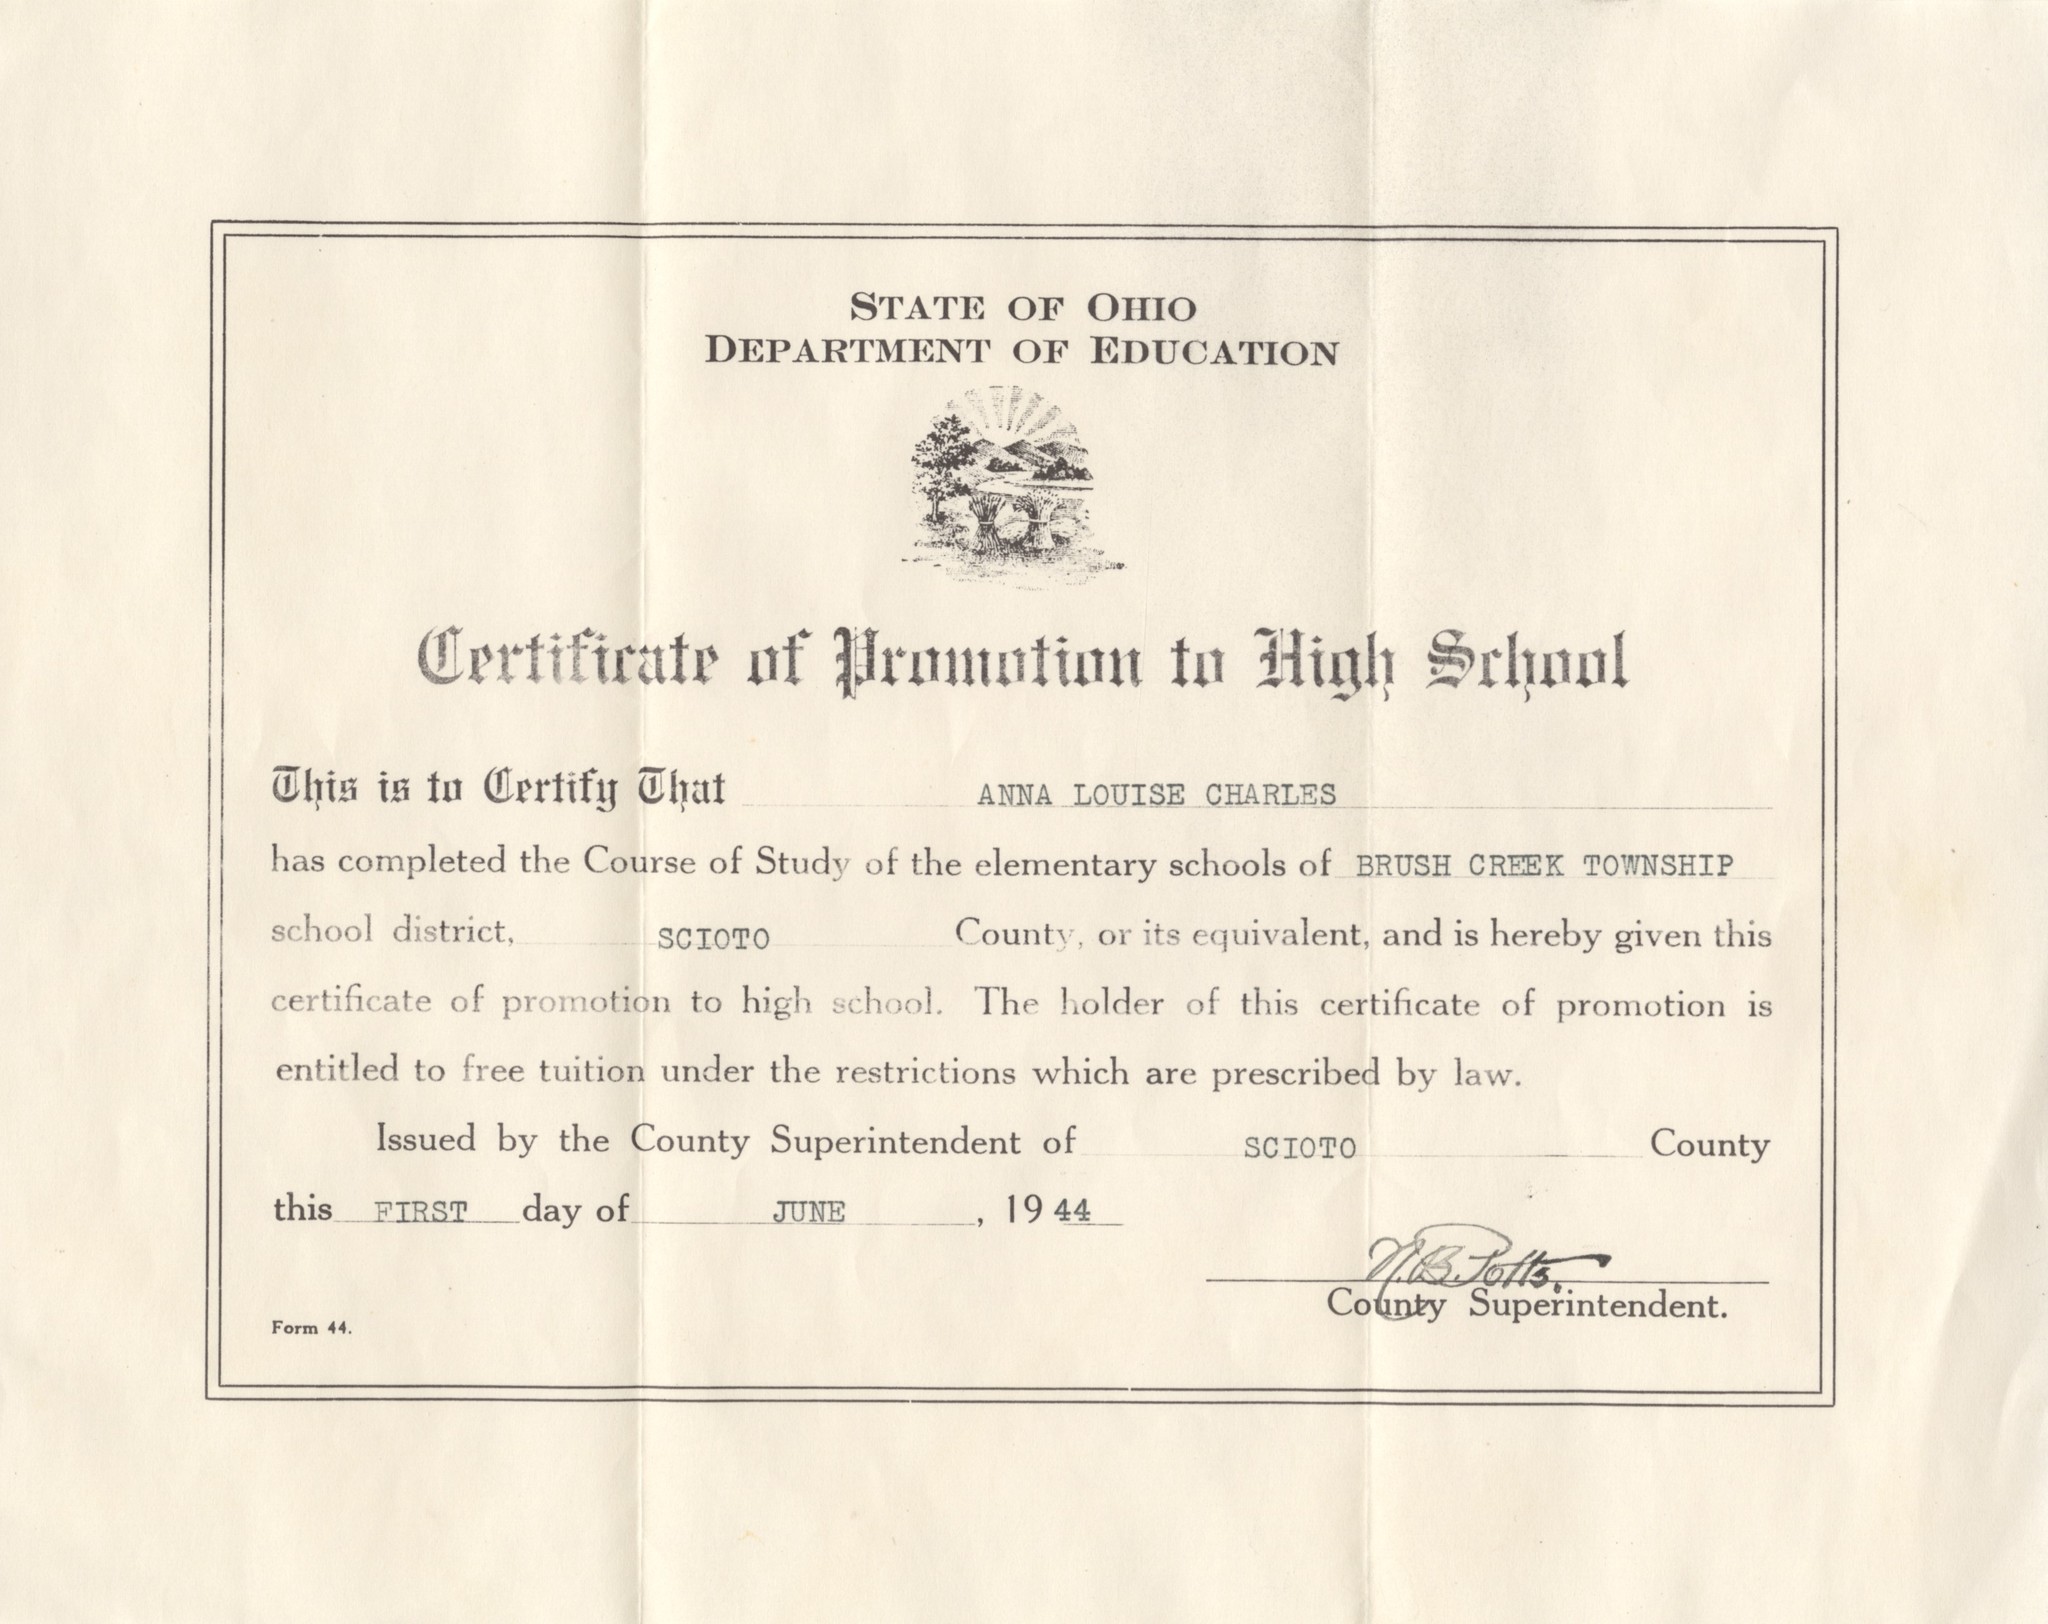 STATE OF OHIO
DEPARTMENT OF EDUCATION
Certificate of Promotion to High School
This is to Certify That ANNA LOUISE CHARLES
has completed the Course of Study of the elementary schools of BRUSH CREEK TOWNSHIP
school district, SCIOTO County, or its equivalent, and is hereby given this
certificate of promotion to high school. The holder of this certificate of promotion is
entitled to free tuition under the restrictions which are prescribed by law.
Issued by the County Superintendent of SCIOTO County
this FIRST day of JUNE, 1944
B. Potts.
County Superintendent.
Form 44.